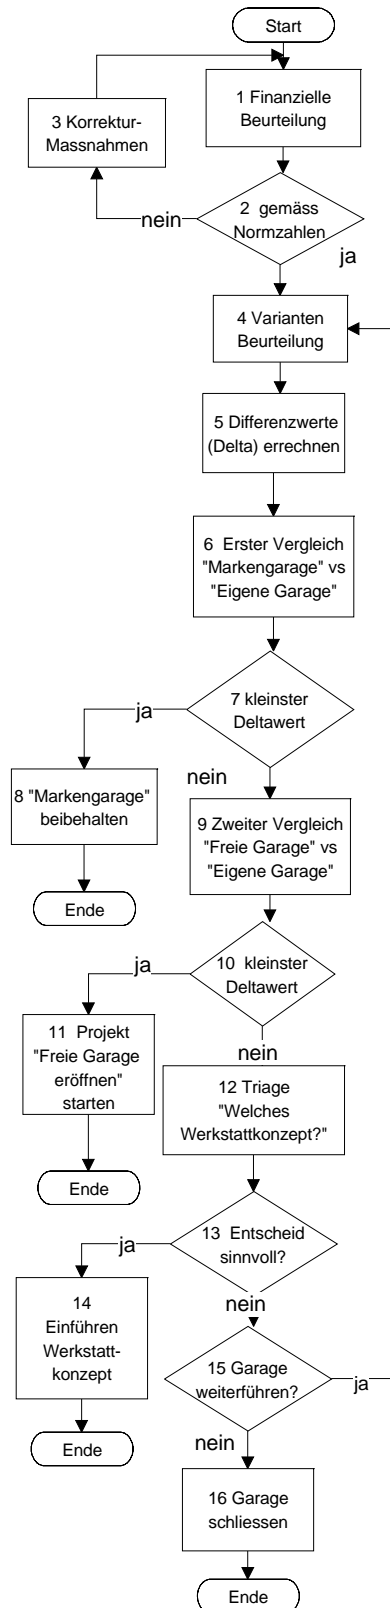 Start
1 Finanzielle
Beurteilung
3 Korrektur-
Massnahmen
2 gemäss
Normzahlen
nein
ja
4 Varianten
Beurteilung
5 Differenzwerte
(Delta) errechnen
6 Erster Vergleich
"Markengarage" vs
"Eigene Garage"
7 kleinster
Deltawert
ja
nein
8 "Markengarage"
beibehalten
Ende
9 Zweiter Vergleich
"Freie Garage" vs
"Eigene Garage"
10 kleinster
Deltawert
ja
nein
11 Projekt
"Freie Garage
eröffnen"
starten
Ende
12 Triage
"Welches
Werkstattkonzept?"
13 Entscheid
sinnvoll?
ja
nein
14
Einführen
Werkstatt-
konzept
Ende
15 Garage
weiterführen?
ja
nein
16 Garage
schliessen
Ende